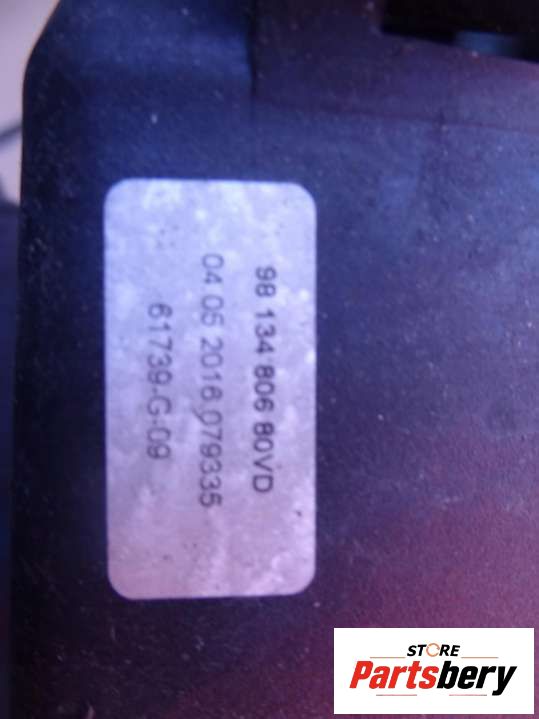 98 134 806 80VD
04 05 2016 079335
61739-G-09
STORE
Partsbery